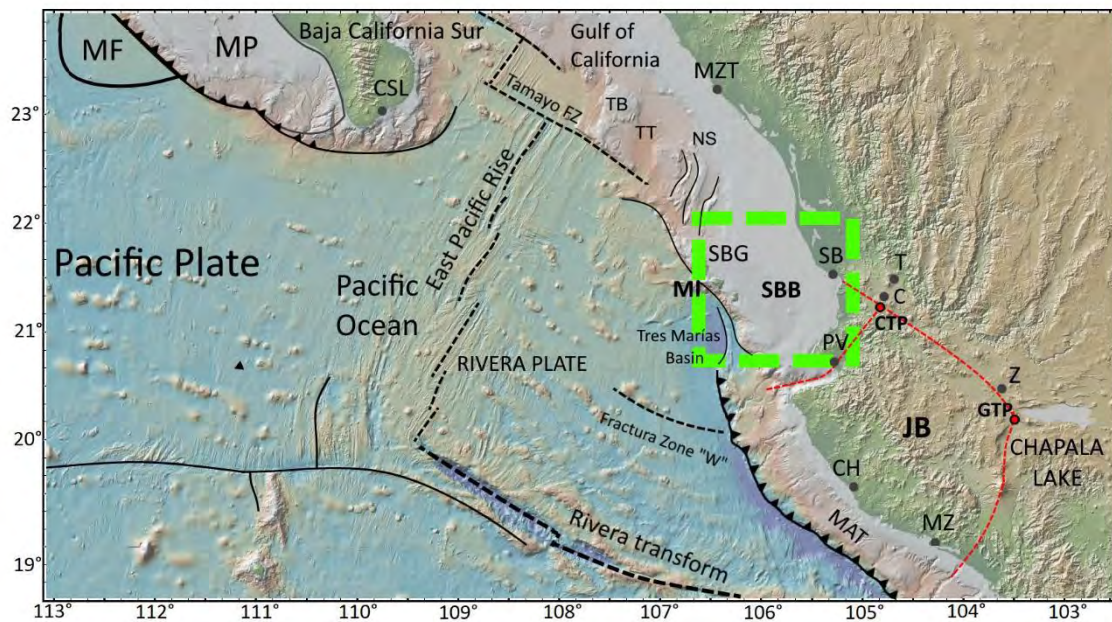 MF
MP
Baja California Sur
CSL
Gulf of
California
MZT
Tamayo FZ
TB
TT
NS
East Pacific Rise
Pacific Plate
Pacific
Ocean
RIVERA PLATE
SBG
MI
SBB
SB
T
C
CTP
Tres Marías
Basin
PV
Z
GTP
JB
CHAPALA
LAKE
Fractura Zone "W"
CH
MZ
MAT
Rivera transform
23°
22°
21°
20°
19°
113° 112° 111° 110° 109° 108° 107° 106° 105° 104° 103°